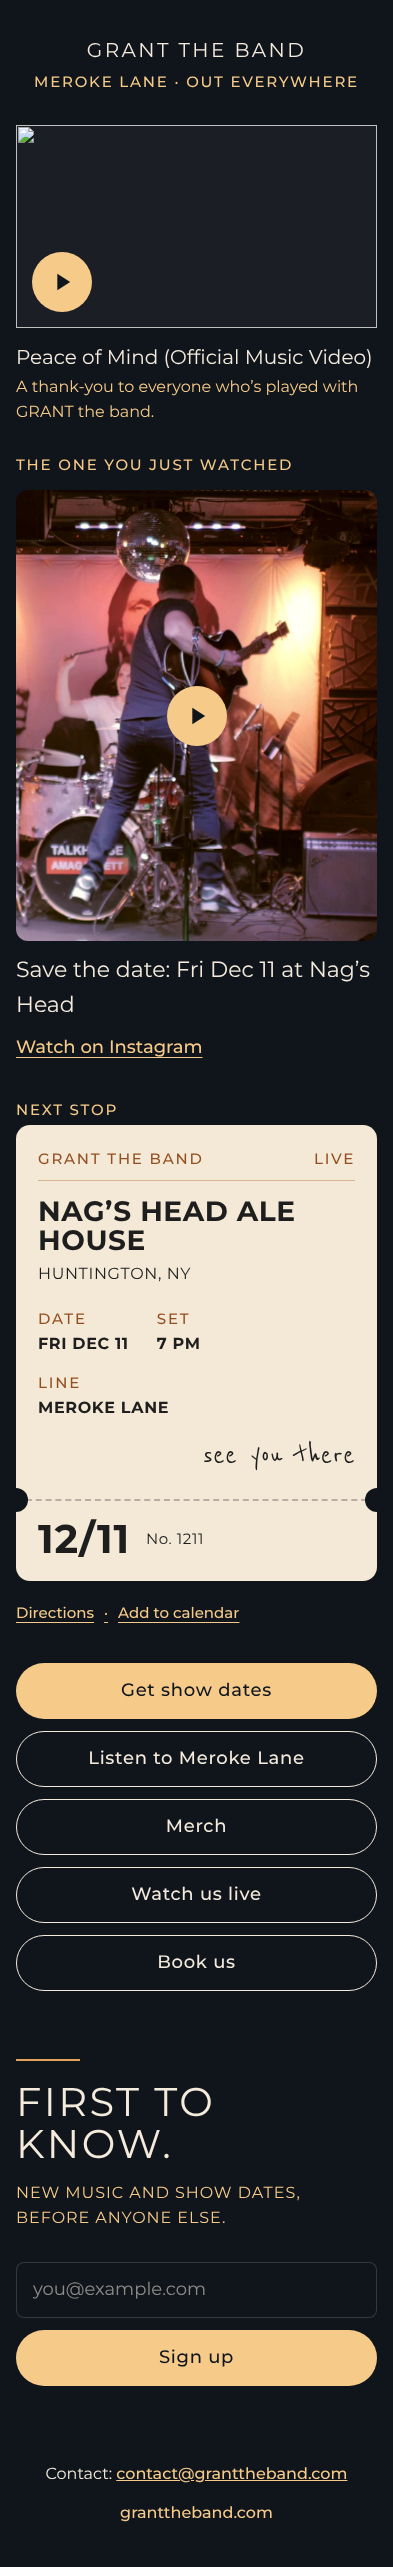 GRANT THE BAND
MEROKE LANE · OUT EVERYWHERE
Peace of Mind (Official Music Video)
A thank-you to everyone who’s played with
GRANT the band.
THE ONE YOU JUST WATCHED
Save the date: Fri Dec 11 at Nag’s
Head
Watch on Instagram
NEXT STOP
GRANT THE BAND LIVE
NAG’S HEAD ALE
HOUSE
HUNTINGTON, NY
DATE SET
FRI DEC 11 7 PM
LINE
MEROKE LANE
see you there
12/11 No. 1211
Directions · Add to calendar
Get show dates
Listen to Meroke Lane
Merch
Watch us live
Book us
FIRST TO
KNOW.
NEW MUSIC AND SHOW DATES,
BEFORE ANYONE ELSE.
you@example.com
Sign up
Contact: contact@granttheband.com
granttheband.com